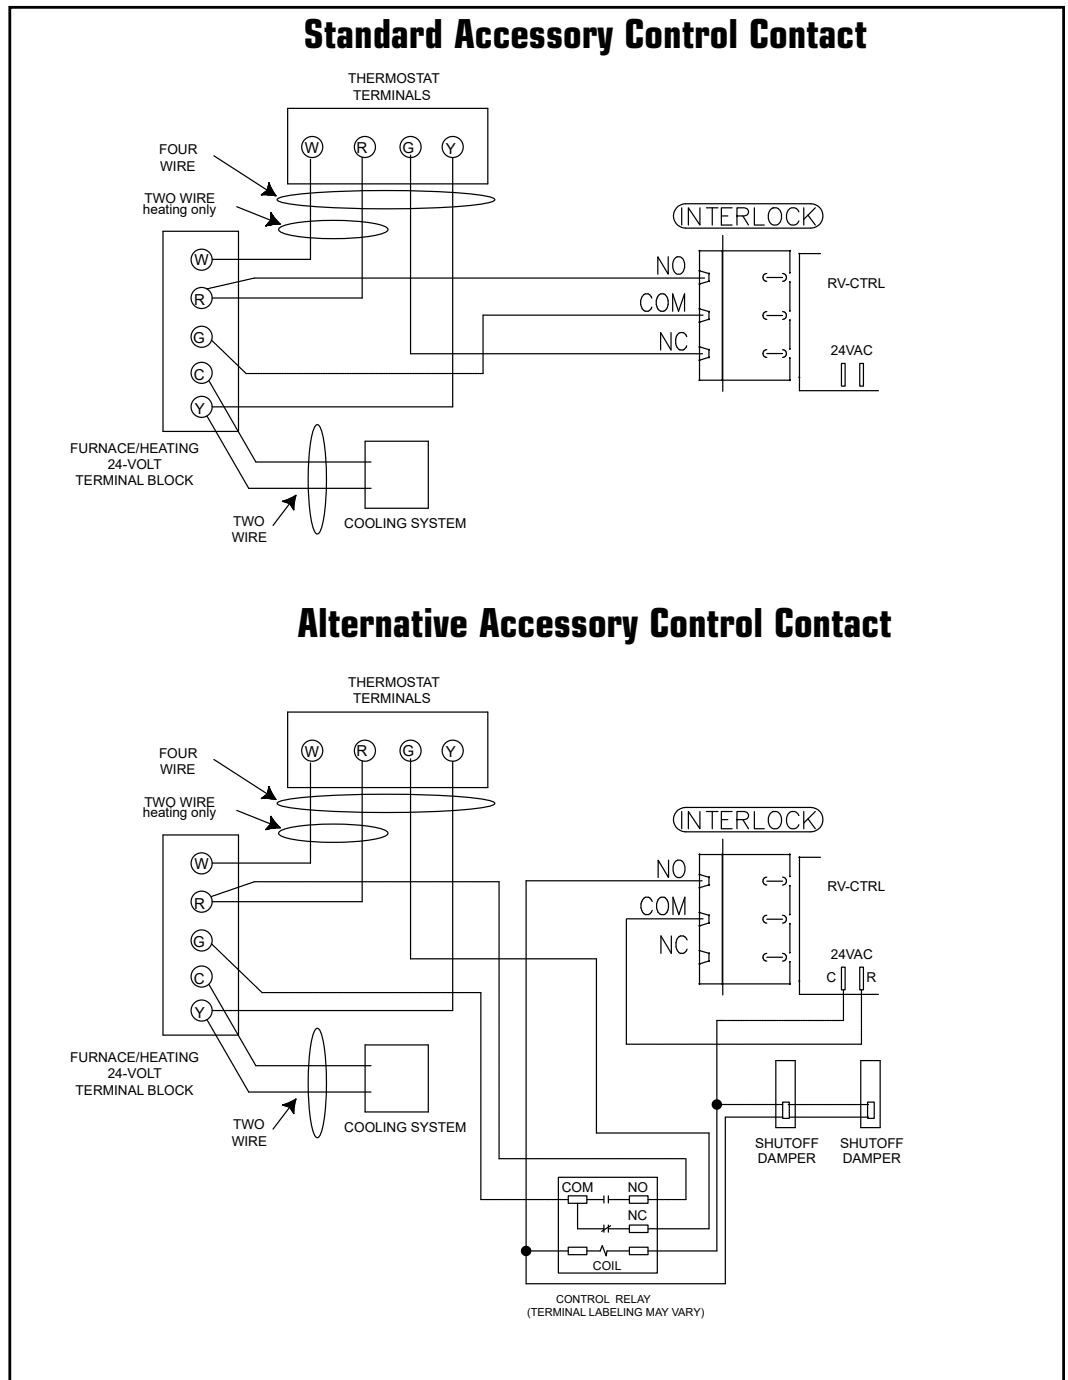 Standard Accessory Control Contact
THERMOSTAT
TERMINALS
W R G Y
FOUR
WIRE
TWO WIRE
heating only
INTERLOCK
W
R
G
C
Y
NO
COM
NC
RV-CTRL
24VAC
FURNACE/HEATING
24-VOLT
TERMINAL BLOCK
TWO
WIRE
COOLING SYSTEM
Alternative Accessory Control Contact
THERMOSTAT
TERMINALS
W R G Y
FOUR
WIRE
TWO WIRE
heating only
INTERLOCK
W
R
G
C
Y
NO
COM
NC
RV-CTRL
24VAC
C R
FURNACE/HEATING
24-VOLT
TERMINAL BLOCK
TWO
WIRE
COOLING SYSTEM
SHUTOFF
DAMPER
SHUTOFF
DAMPER
COM NO
NC
COIL
CONTROL RELAY
(TERMINAL LABELING MAY VARY)